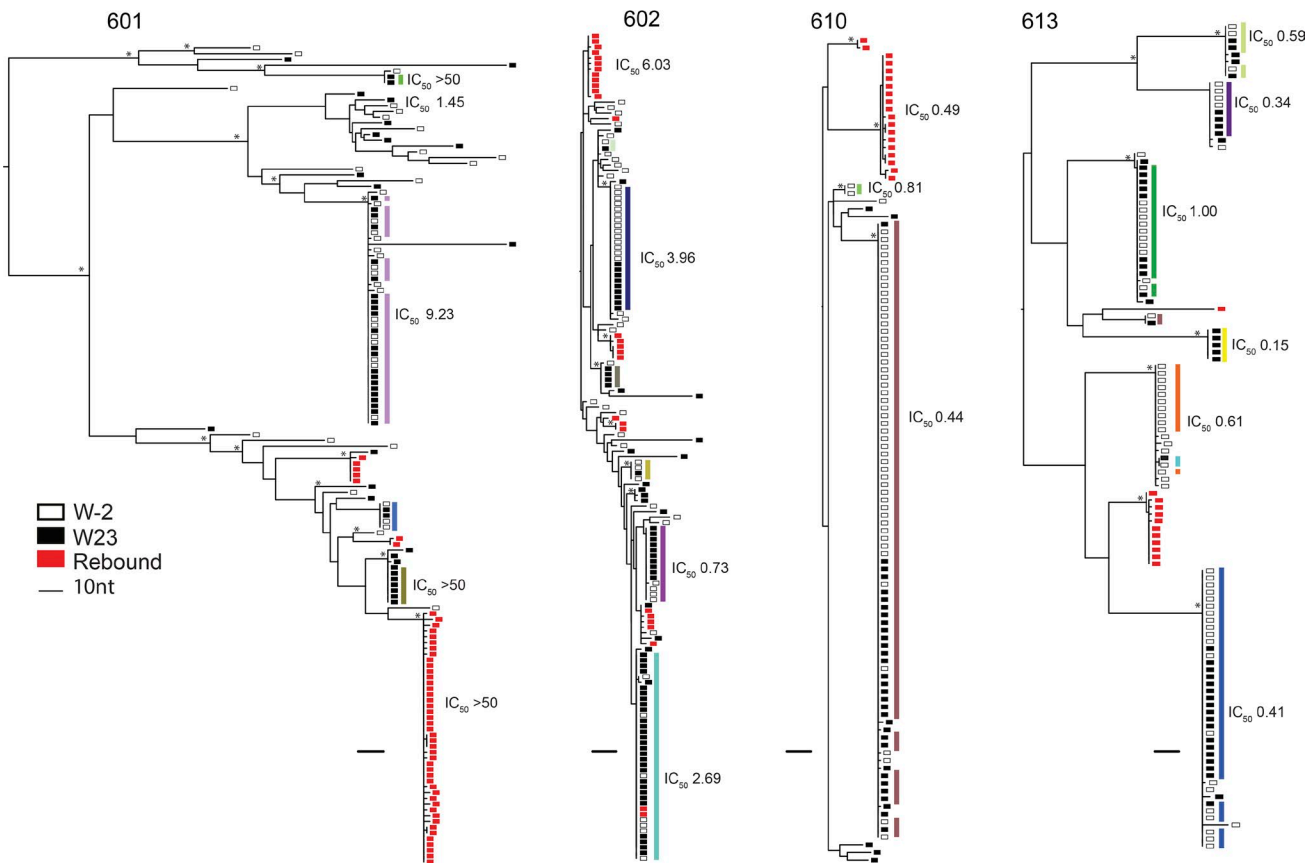 601
602
610
613
IC50 >50
IC50 1.45
IC50 9.23
IC50 >50
IC50 >50
W-2
W23
Rebound
10nt
IC50 6.03
IC50 3.96
IC50 0.73
IC50 2.69
IC50 0.49
IC50 0.81
IC50 0.44
IC50 0.59
IC50 0.34
IC50 1.00
IC50 0.15
IC50 0.61
IC50 0.41